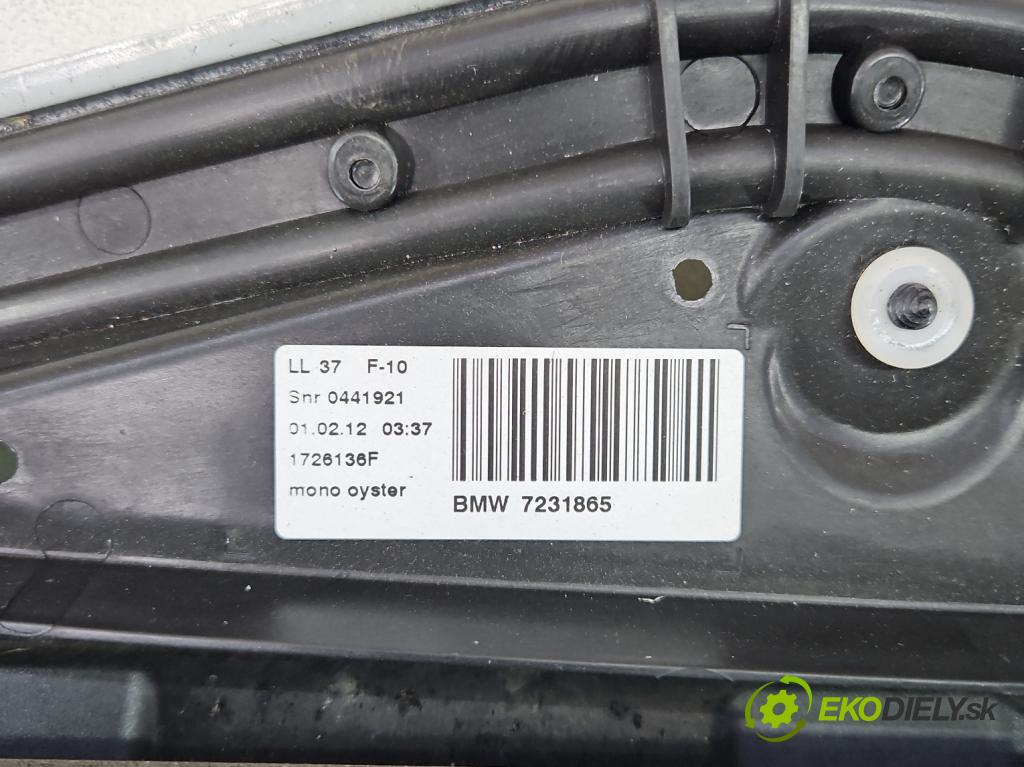 LL 37 F-10
Snr 0441921
01.02.12 03:37
1726136F
mono oyster
BMW 7231865
EKODIELY.sk